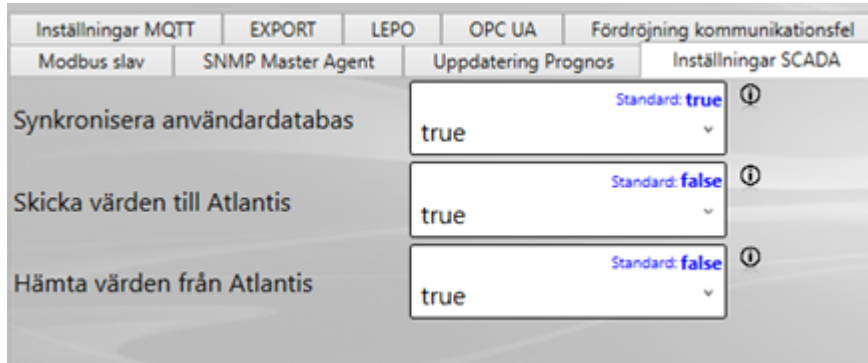 Inställningar MQTT EXPORT LEPO OPC UA Fördröjning kommunikationsfel
Modbus slav SNMP Master Agent Uppdatering Prognos Inställningar SCADA
Synkronisera användardatabas
Standard: true
true
Skicka värden till Atlantis
Standard: false
true
Hämta värden från Atlantis
Standard: false
true